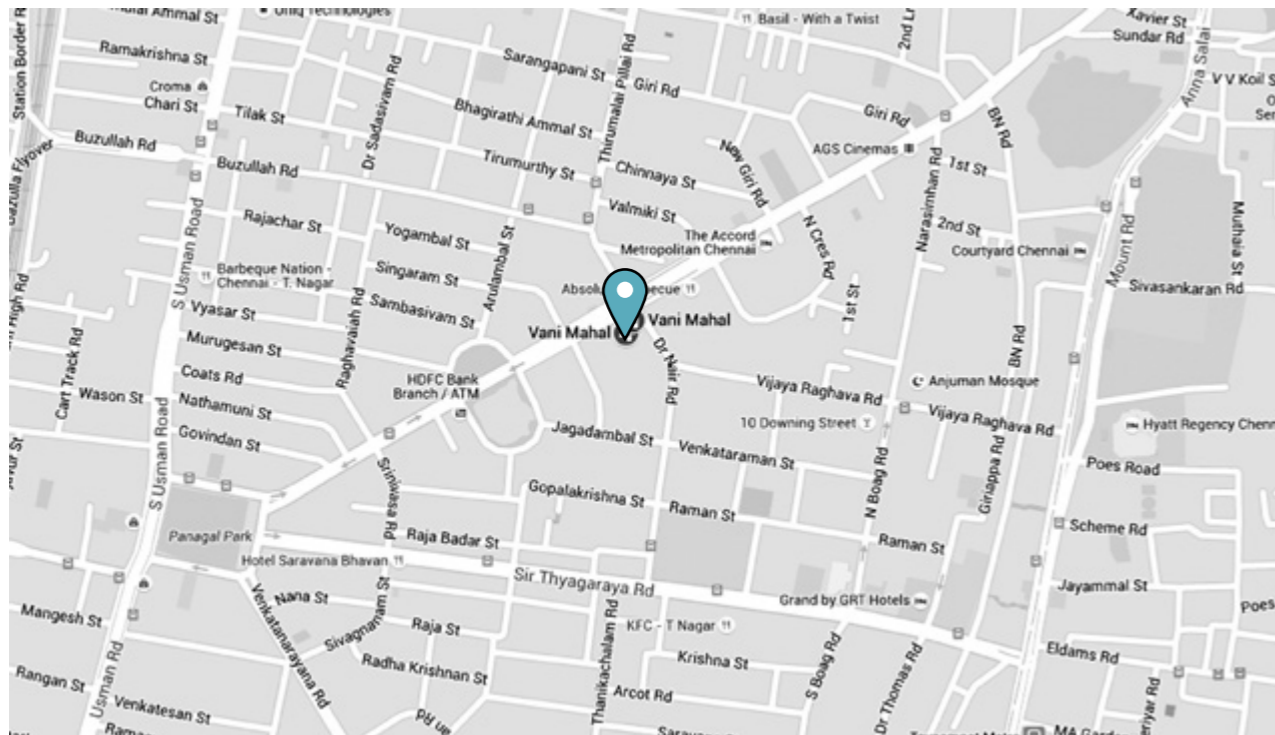 Basil - With a Twist
Xavier St
Sundar Rd
2nd Ln
Station Border R
Ramakrishna St
Sarangapani St
Thirumalai Pillai Rd
Anna Salai
V V Koil S
Croma
Chari St
Tilak St
Dr Sadasivam Rd
Bhagirathi Ammal St
Giri Rd
Giri Rd
BN Rd
Buzullah Rd
Buzullah Rd
Tirumurthy St
Chinnaya St
New Giri Rd
AGS Cinemas
1st St
Narasimhan Rd
Bazulla Flyover
Rajachar St
Yogambal St
Valmiki St
The Accord
Metropolitan Chennai
N Cres Rd
2nd St
Courtyard Chennai
Mount Rd
Muthaia St
S Usman Road
Barbeque Nation -
Chennai - T. Nagar
Singaram St
Arulambal St
Sivasankaran Rd
Sambasivam St
Vyasar St
Vani Mahal
Vani Mahal
1st St
Murugesan St
Raghavaiah Rd
Dr Nair Rd
BN Rd
Cart Track Rd
Coats Rd
HDFC Bank
Branch / ATM
Vijaya Raghava Rd
Anjuman Mosque
Wason St
Nathamuni St
10 Downing Street
Vijaya Raghava Rd
Hyatt Regency Chenn
Govindan St
Jagadambal St
Venkataraman St
S Usman Road
Srinivasan Rd
N Boag Rd
Giriappa Rd
Poes Road
Gopalakrishna St
Raman St
Scheme Rd
Panagal Park
Raja Badar St
Raman St
Hotel Saravana Bhavan
Sir Thyagaraya Rd
Jayammal St
Grand by GRT Hotels
Poes
Mangesh St
Venkatanarayana Rd
Nana St
Sivagnanam St
Raja St
Thanikachalam Rd
KFC - T Nagar
Eldams Rd
Radha Krishnan St
Krishna St
S Boag Rd
Dr Thomas Rd
Rangan St
Usman Rd
Arcot Rd
Venkatesan St